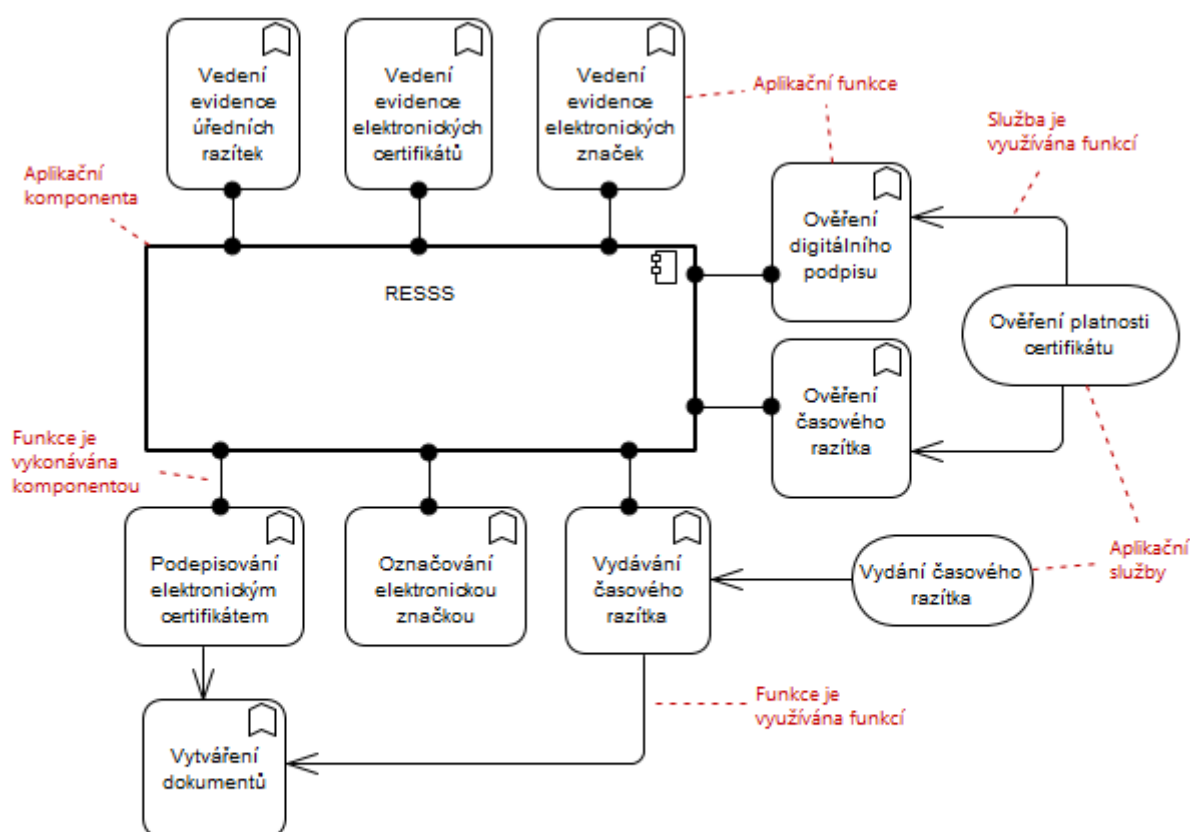 Vedení
evidence
úředních
razítek
Vedení
evidence
elektronických
certifikátů
Vedení
evidence
elektronických
značek
Aplikační funkce
Služba je
využívána funkcí
Aplikační
komponenta
Ověření
digitálního
podpisu
RESSS
Ověření platnosti
certifikátu
Ověření
časového
razítka
Funkce je
vykonávána
komponentou
Podepisování
elektronickým
certifikátem
Označování
elektronickou
značkou
Vydávání
časového
razítka
Vydání časového
razítka
Aplikační
služby
Funkce je
využívána funkcí
Vytváření
dokumentů